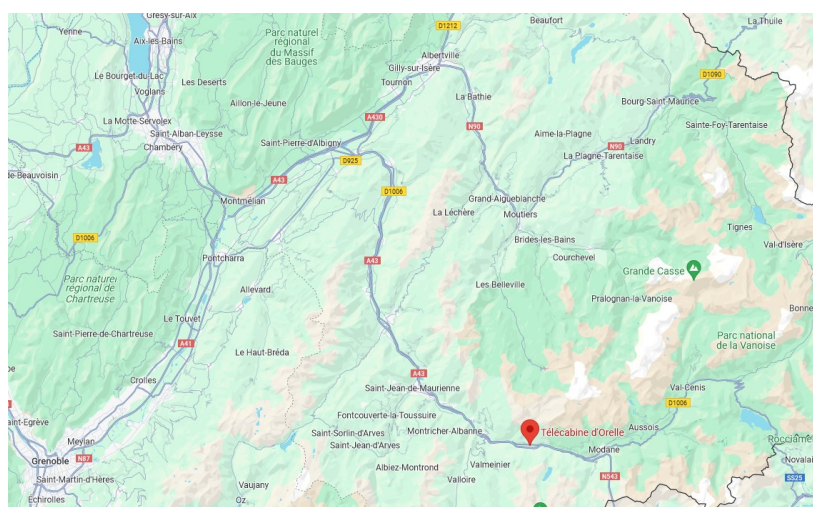 Grésy-sur-Aix
D1212
Beaufort
La Thuile
Yenne
Aix-les-Bains
Parc naturel
régional
du Massif
des Bauges
Albertville
Gilly-sur-Isère
Tournon
Le Bourget-du-Lac
Voglans
Les Deserts
D1090
La Bathie
Bourg-Saint-Maurice
Aillon-le-Jeune
La Motte-Servolex
A430
Saint-Alban-Leysse
N90
Aime-la-Plagne
Sainte-Foy-Tarentaise
A43
Chambéry
Saint-Pierre-d'Albigny
Landry
N90
La Plagne-Tarentaise
D925
de-Beauvoisin
A43
D1006
Montmélian
Grand-Aigueblanche
La Léchère
Moutiers
Tignes
D1006
Brides-les-Bains
Val-d'Isère
Pontcharra
A43
Courchevel
Grande Casse
Parc naturel
régional de
Chartreuse
Allevard
Les Belleville
Pralognan-la-Vanoise
Bonne
Le Touvet
Saint-Pierre-de-Chartreuse
Parc national
de la Vanoise
A41
Le Haut-Bréda
A43
Crolles
Saint-Jean-de-Maurienne
Val-Cenis
D1006
Fontcouverte-la-Toussuire
aint-Egrève
Saint-Sorlin-d'Arves
Montricher-Albanne
Télécabine d'Orelle
Aussois
Meylan
Saint-Jean-d'Arves
Rocciamel
Modane
Grenoble
N87
Albiez-Montrond
Valmeinier
Novalai
Saint-Martin-d'Hères
Vaujany
Valloire
N543
SS25
Echirolles
Oz